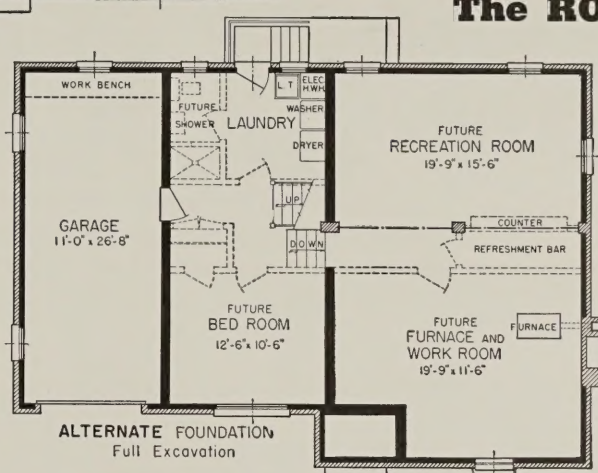 The RO
WORK BENCH
L.T
ELEC.
H.WH.
FUTURE
SHOWER
LAUNDRY
WASHER
DRYER
FUTURE
RECREATION ROOM
19'-9" x 15'-6"
UP
GARAGE
11'-0" x 26'-8"
COUNTER
DOWN
REFRESHMENT BAR
FUTURE
BED ROOM
12'-6" x 10'-6"
FUTURE
FURNACE AND
WORK ROOM
19'-9" x 11'-6"
FURNACE
ALTERNATE FOUNDATION
Full Excavation